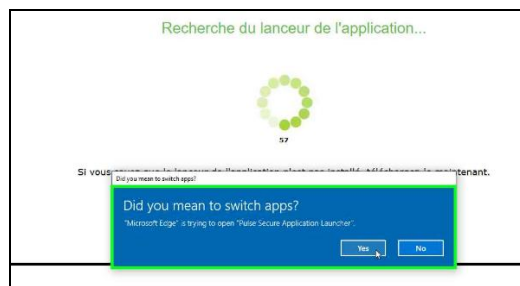 Recherche du lanceur de l'application...
57
Si vous
tenant.
Did you mean to switch apps?
Did you mean to switch apps?
"Microsoft Edge" is trying to open "Pulse Secure Application Launcher".
Yes No